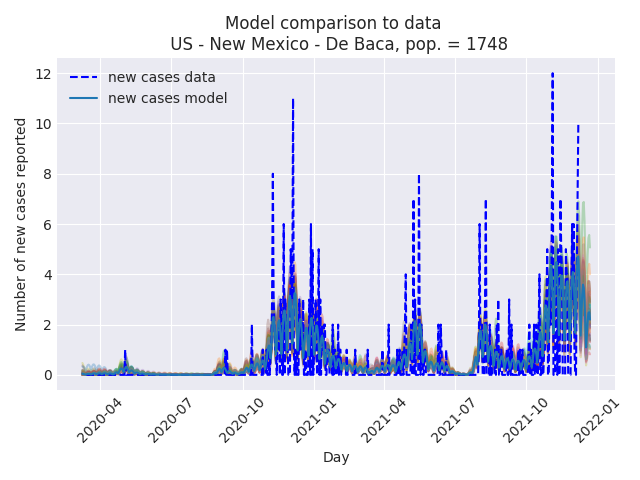 Model comparison to data
US - New Mexico - De Baca, pop. = 1748
new cases data
new cases model
Number of new cases reported
12
10
8
6
4
2
0
2020-04
2020-07
2020-10
2021-01
2021-04
2021-07
2021-10
2022-01
Day